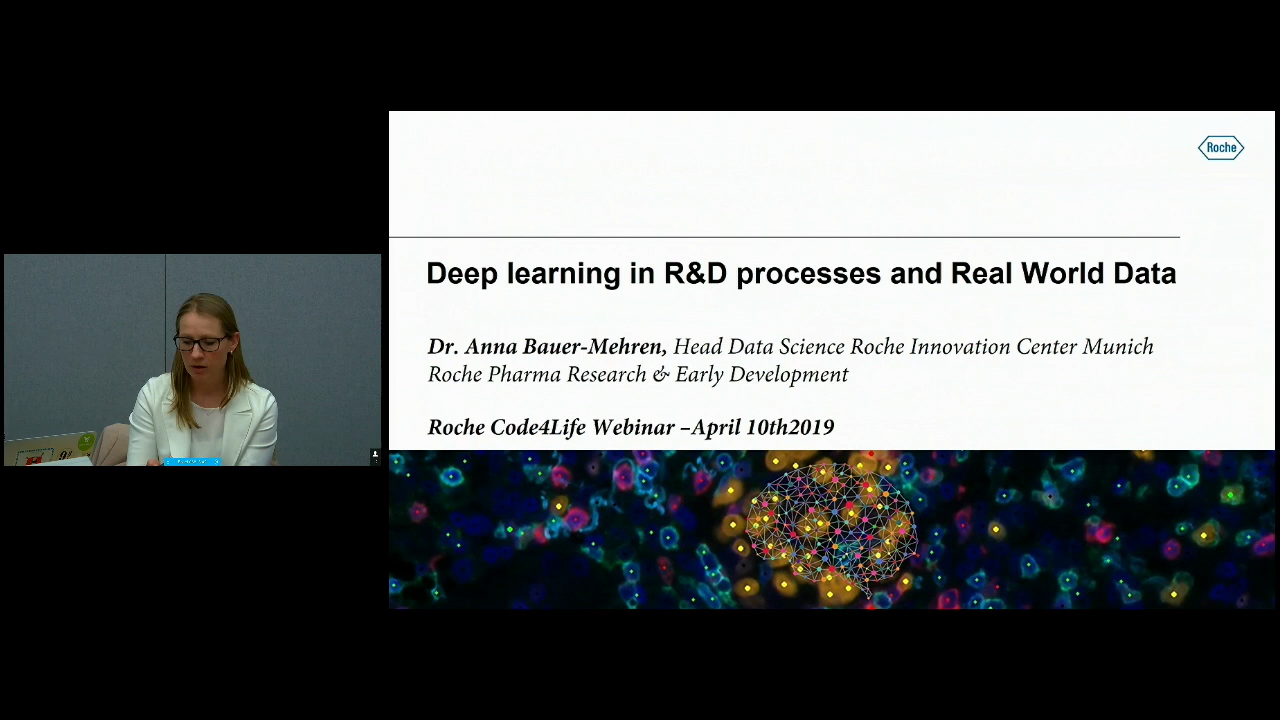 Roche
Deep learning in R&D processes and Real World Data
Dr. Anna Bauer-Mehren, Head Data Science Roche Innovation Center Munich
Roche Pharma Research & Early Development
Roche Code4Life Webinar –April 10th2019